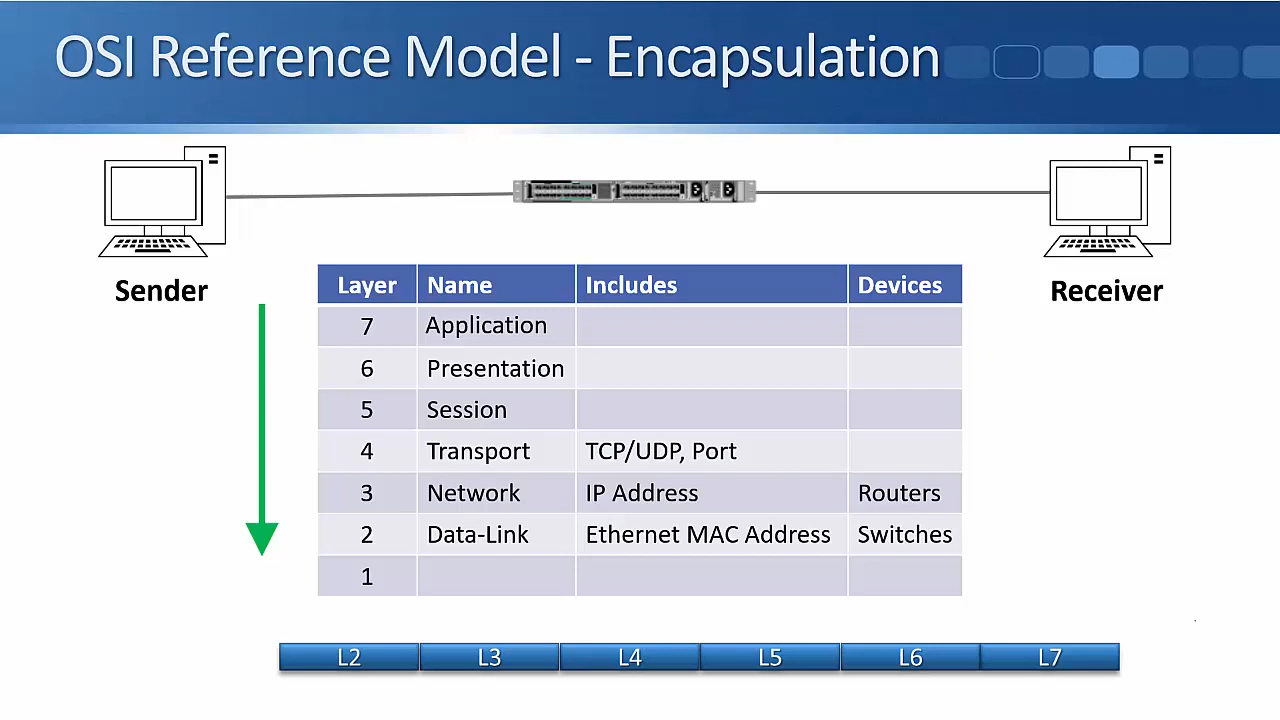 OSI Reference Model - Encapsulation
Sender
Receiver
Layer Name Includes Devices
7 Application
6 Presentation
5 Session
4 Transport TCP/UDP, Port
3 Network IP Address Routers
2 Data-Link Ethernet MAC Address Switches
1
L2 L3 L4 L5 L6 L7